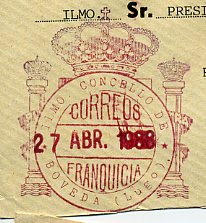 ILMO. Sr. PRESI
ILMO CONCELLO DE
CORREOS
27 ABR. 1988
FRANQUICIA
BOVEDA (LUGO)